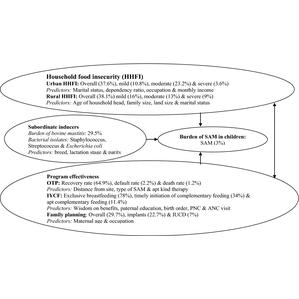 Household food insecurity (HHFI)
Urban HHFI: Overall (37.6%) mild (10.8%), moderate (23.2%) & severe (3.6%)
Predictors: Marital status, dependency ratio, occupation & monthly income
Rural HHFI: Overall (38.1%) mild (16%), moderate (13%) & severe (9%)
Predictors: Age of household head, family size, land size & marital status
Subordinate inducers
Burden of bovine mastitis: 29.5%
Bacterial isolates: Staphylococcus,
Streptococcus & Escherichia coli
Predictors: breed, lactation stage & parits
Burden of SAM in children:
SAM (3%)
Program effectiveness
OTP: Recovery rate (64.9%), default rate (2.2%) & death rate (1.2%)
Predictors: Distance from site, type of SAM & apt kind therapy
IYCF: Exclusive breastfeeding (78%), timely initiation of complementary feeding (34%) &
apt complementary feeding (11.4%)
Predictors: Wisdom on benefits, paternal education, birth order, PNC & ANC visit
Family planning: Overall (29.7%), implants (22.7%) & IUCD (7%)
Predictors: Maternal age & occupation